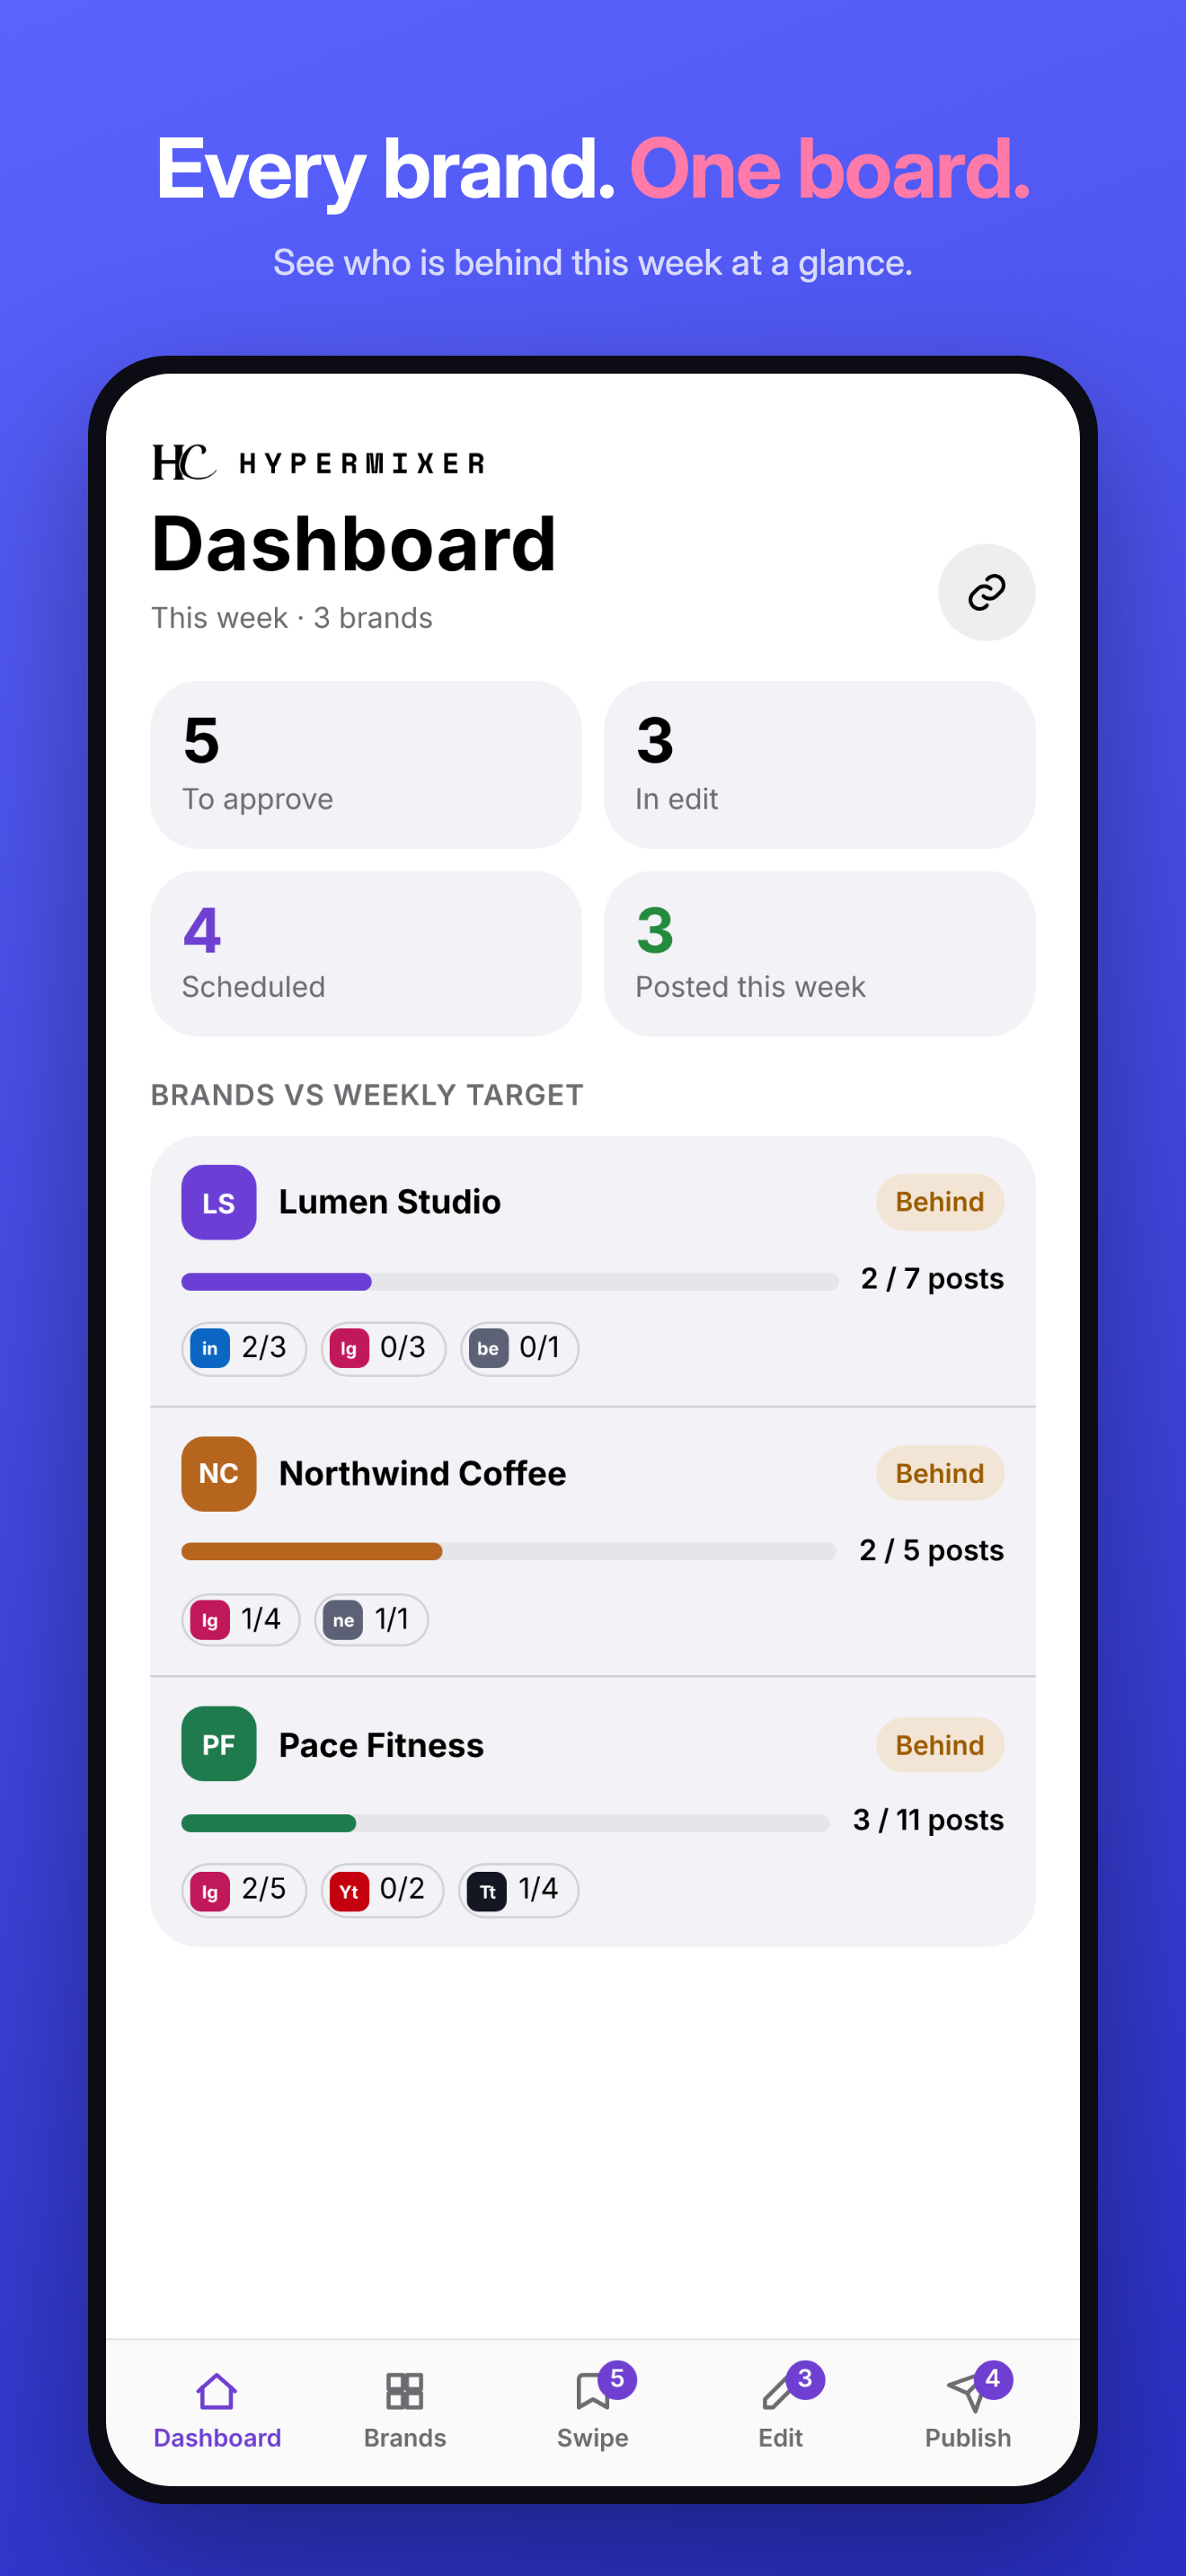 Every brand. One board.
See who is behind this week at a glance.
HC HYPERMIXER
Dashboard
This week · 3 brands
5
To approve
3
In edit
4
Scheduled
3
Posted this week
BRANDS VS WEEKLY TARGET
LS Lumen Studio Behind
2 / 7 posts
in 2/3 Ig 0/3 be 0/1
NC Northwind Coffee Behind
2 / 5 posts
Ig 1/4 ne 1/1
PF Pace Fitness Behind
3 / 11 posts
Ig 2/5 Yt 0/2 Tt 1/4
5 3 4
Dashboard Brands Swipe Edit Publish